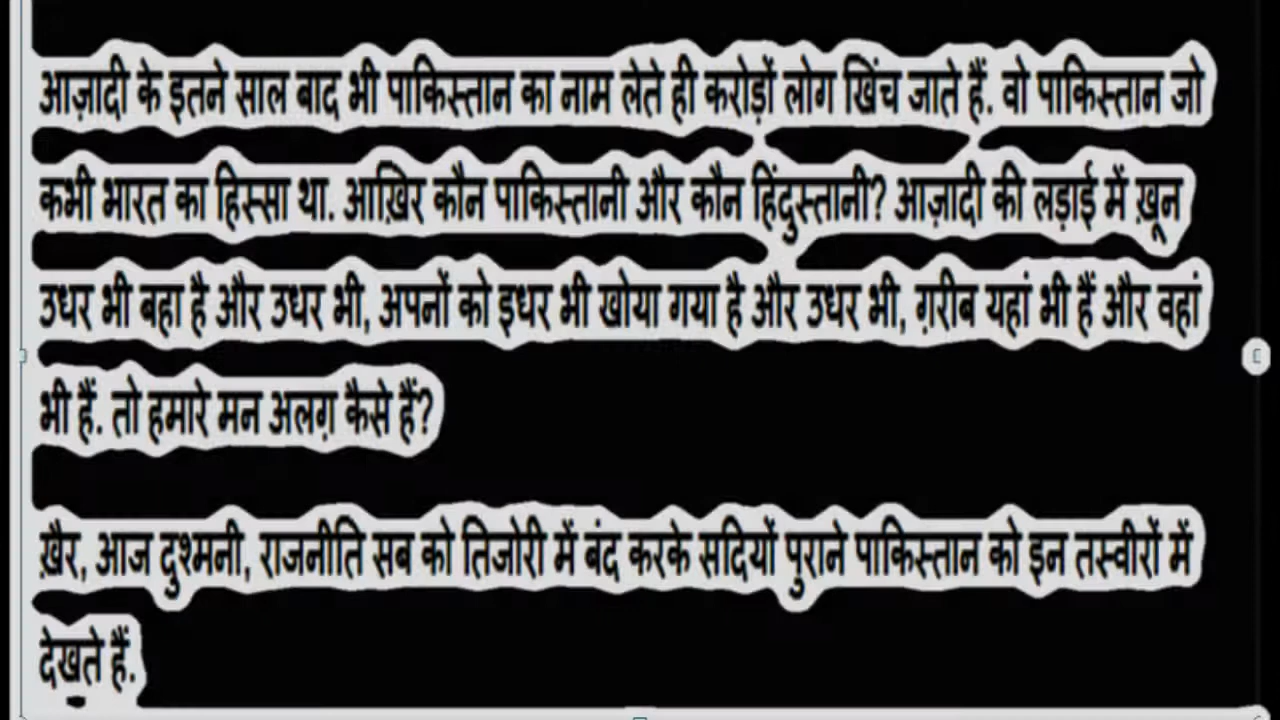 आज़ादी के इतने साल बाद भी पाकिस्तान का नाम लेते ही करोड़ों लोग खिंच जाते हैं. वो पाकिस्तान जो
कभी भारत का हिस्सा था. आख़िर कौन पाकिस्तानी और कौन हिंदुस्तानी? आज़ादी की लड़ाई में ख़ून
उधर भी बहा है और उधर भी, अपनों को इधर भी खोया गया है और उधर भी, ग़रीब यहां भी हैं और वहां
भी हैं. तो हमारे मन अलग़ कैसे हैं?
ख़ैर, आज दुश्मनी, राजनीति सब को तिजोरी में बंद करके सदियों पुराने पाकिस्तान को इन तस्वीरों में
देखते हैं.